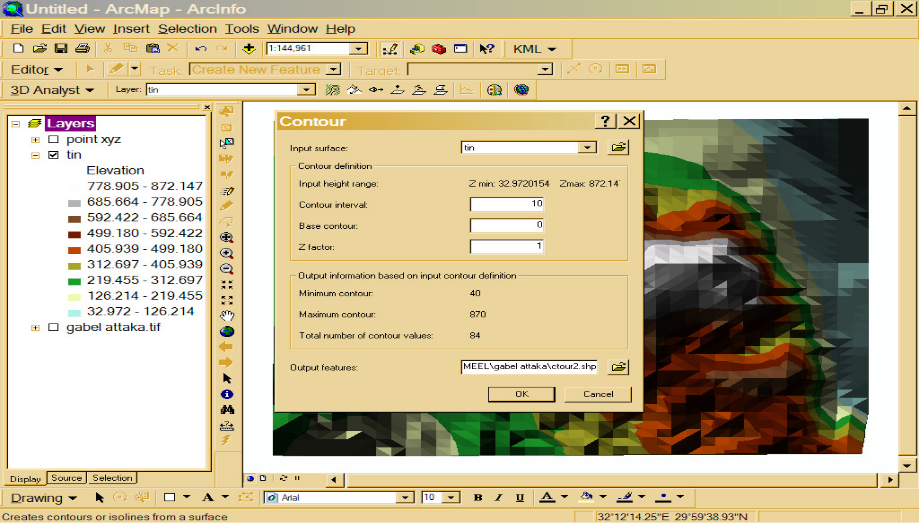 Untitled - ArcMap - ArcInfo
File Edit View Insert Selection Tools Window Help
1:144,961 KML
Editor Task: Create New Feature Target:
3D Analyst Layer: tin
Layers
point xyz
tin
Elevation
778.905 - 872.147
685.664 - 778.905
592.422 - 685.664
499.180 - 592.422
405.939 - 499.180
312.697 - 405.939
219.455 - 312.697
126.214 - 219.455
32.972 - 126.214
gabel attaka.tif
Contour
Input surface: tin
Contour definition
Input height range: Z min: 32.9720154 Zmax: 872.14
Contour interval: 10
Base contour: 0
Z factor: 1
Output information based on input contour definition
Minimum contour: 40
Maximum contour: 870
Total number of contour values: 84
Output features: MEEL\gabel attaka\ctour2.shp
OK Cancel
Display Source Selection
Drawing A Arial 10 B I U A
Creates contours or isolines from a surface 32°12'14.25"E 29°59'38.93"N